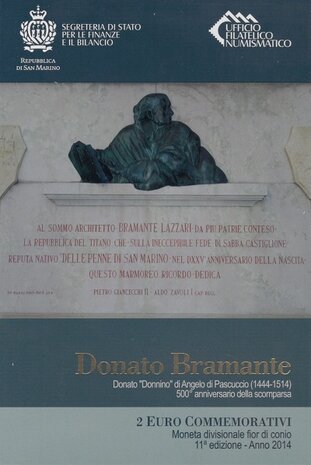 SEGRETERIA DI STATO
PER LE FINANZE
E IL BILANCIO
REPUBBLICA
DI SAN MARINO
UFFICIO
FILATELICO
NUMISMATICO
AL SOMMO ARCHITETTO BRAMANTE LAZZARI DA PIU PATRIE CONTESO
LA REPUBBLICA DEL TITANO CHE SULLA INECCEPIBILE FEDE DI SABBA CASTIGLIONE
REPUTA NATIVO DELLE PENNE DI SAN MARINO NEL DXXV ANNIVERSARIO DELLA NASCITA
QUESTO MARMOREO RICORDO DEDICA
PIETRO GIANCECCHI II - ALDO ZAVOLI I CAP. REGG.
Donato Bramante
Donato "Donnino" di Angelo di Pascuccio (1444-1514)
500° anniversario della scomparsa
2 EURO COMMEMORATIVI
Moneta divisionale fior di conio
11ª edizione - Anno 2014